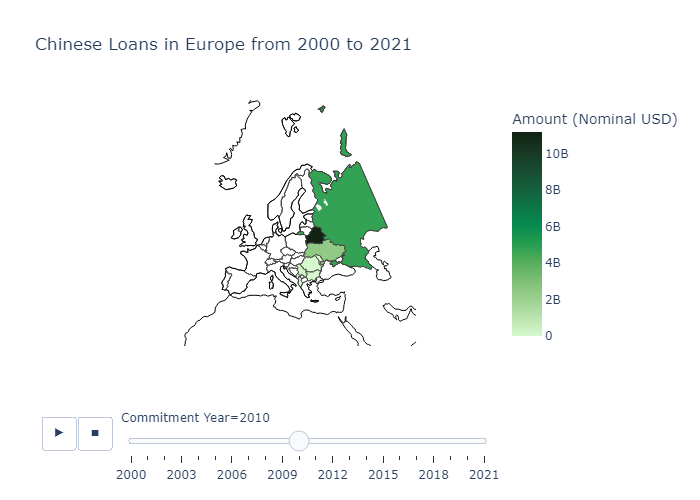 Chinese Loans in Europe from 2000 to 2021
Amount (Nominal USD)
10B
8B
6B
4B
2B
0
Commitment Year=2010
2000 2003 2006 2009 2012 2015 2018 2021